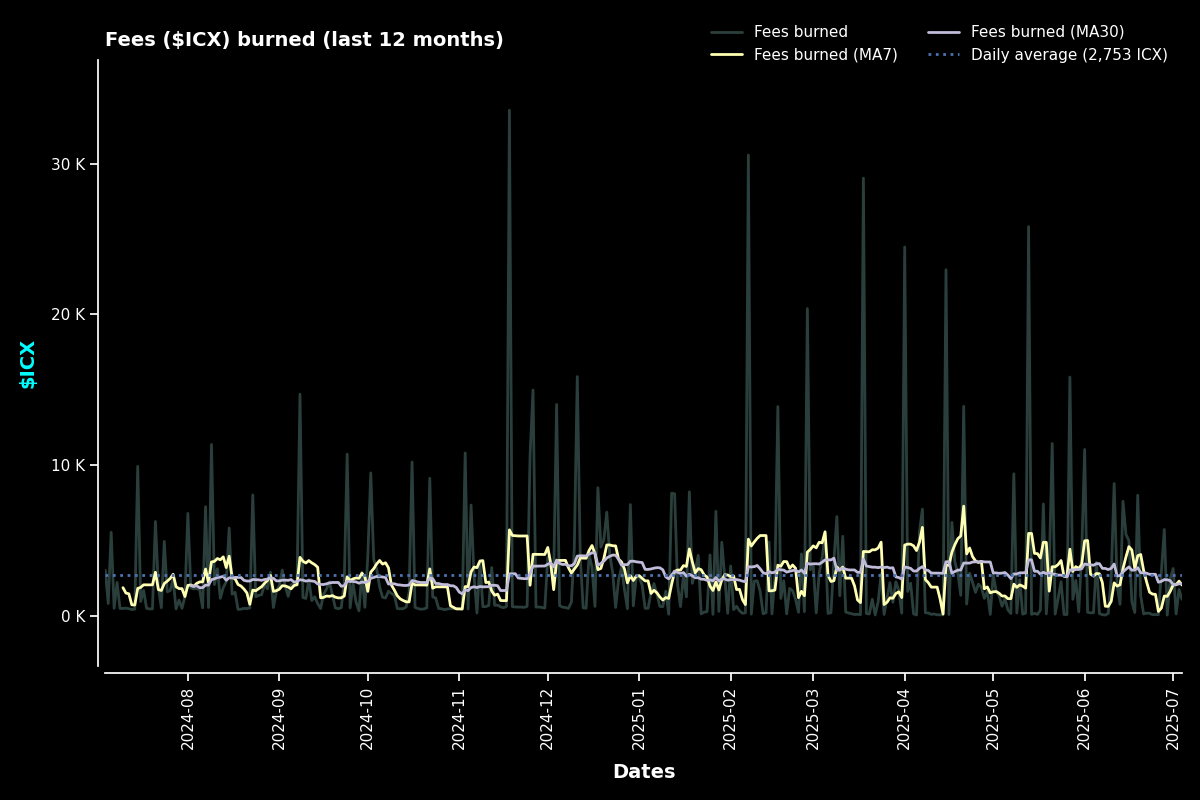 Fees ($ICX) burned (last 12 months)
Fees burned
Fees burned (MA7)
Fees burned (MA30)
Daily average (2,753 ICX)
$ICX
30 K
20 K
10 K
0 K
2024-08
2024-09
2024-10
2024-11
2024-12
2025-01
2025-02
2025-03
2025-04
2025-05
2025-06
2025-07
Dates